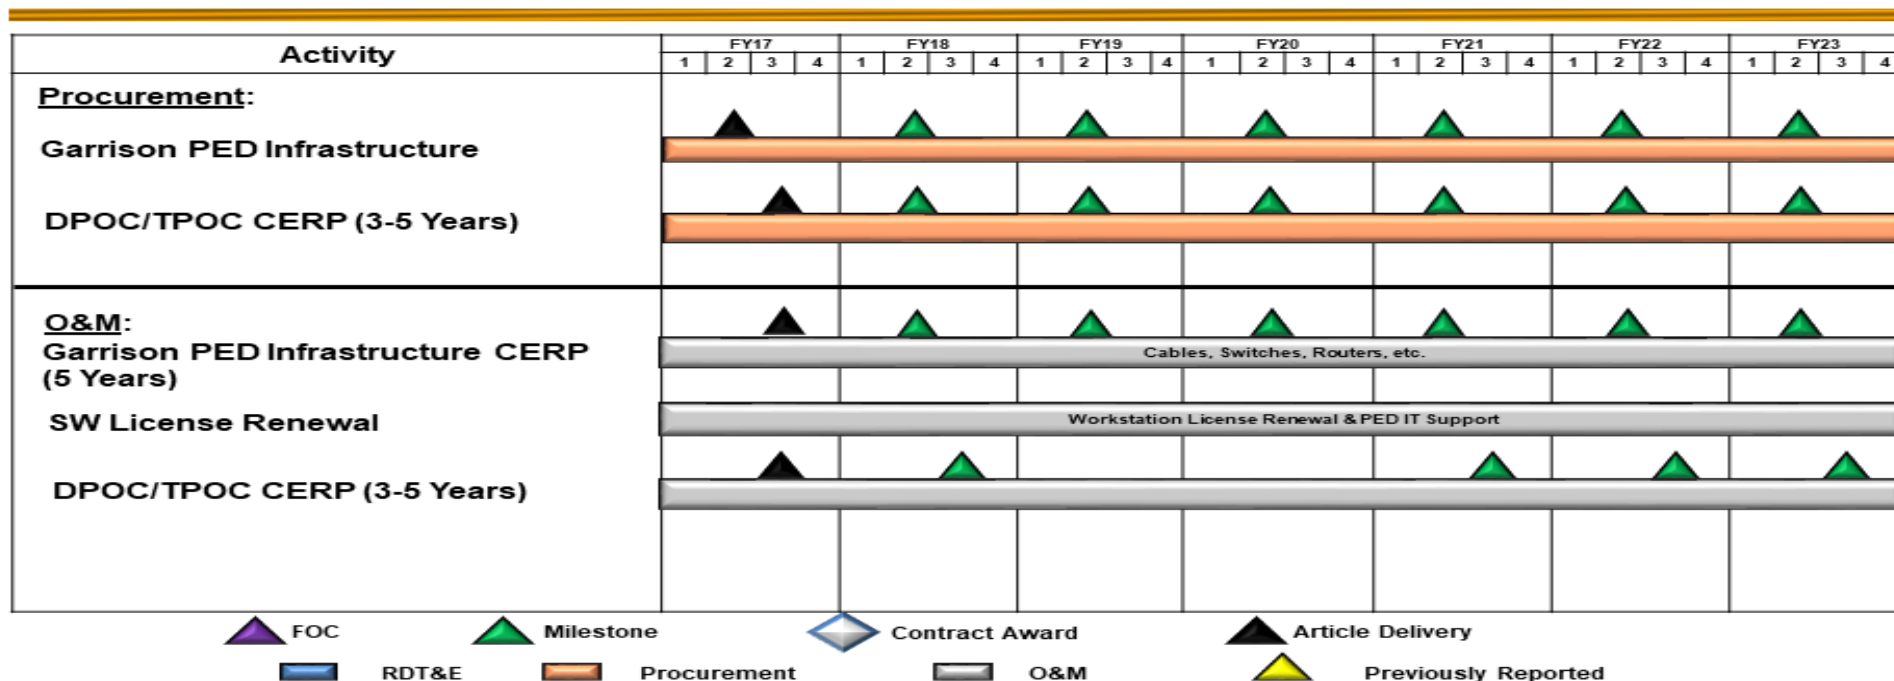 Activity
FY17 FY18 FY19 FY20 FY21 FY22 FY23
1 2 3 4 1 2 3 4 1 2 3 4 1 2 3 4 1 2 3 4 1 2 3 4 1 2 3 4
Procurement:
Garrison PED Infrastructure
DPOC/TPOC CERP (3-5 Years)
O&M:
Garrison PED Infrastructure CERP
(5 Years)
Cables, Switches, Routers, etc.
SW License Renewal
Workstation License Renewal & PED IT Support
DPOC/TPOC CERP (3-5 Years)
FOC Milestone Contract Award Article Delivery
RDT&E Procurement O&M Previously Reported